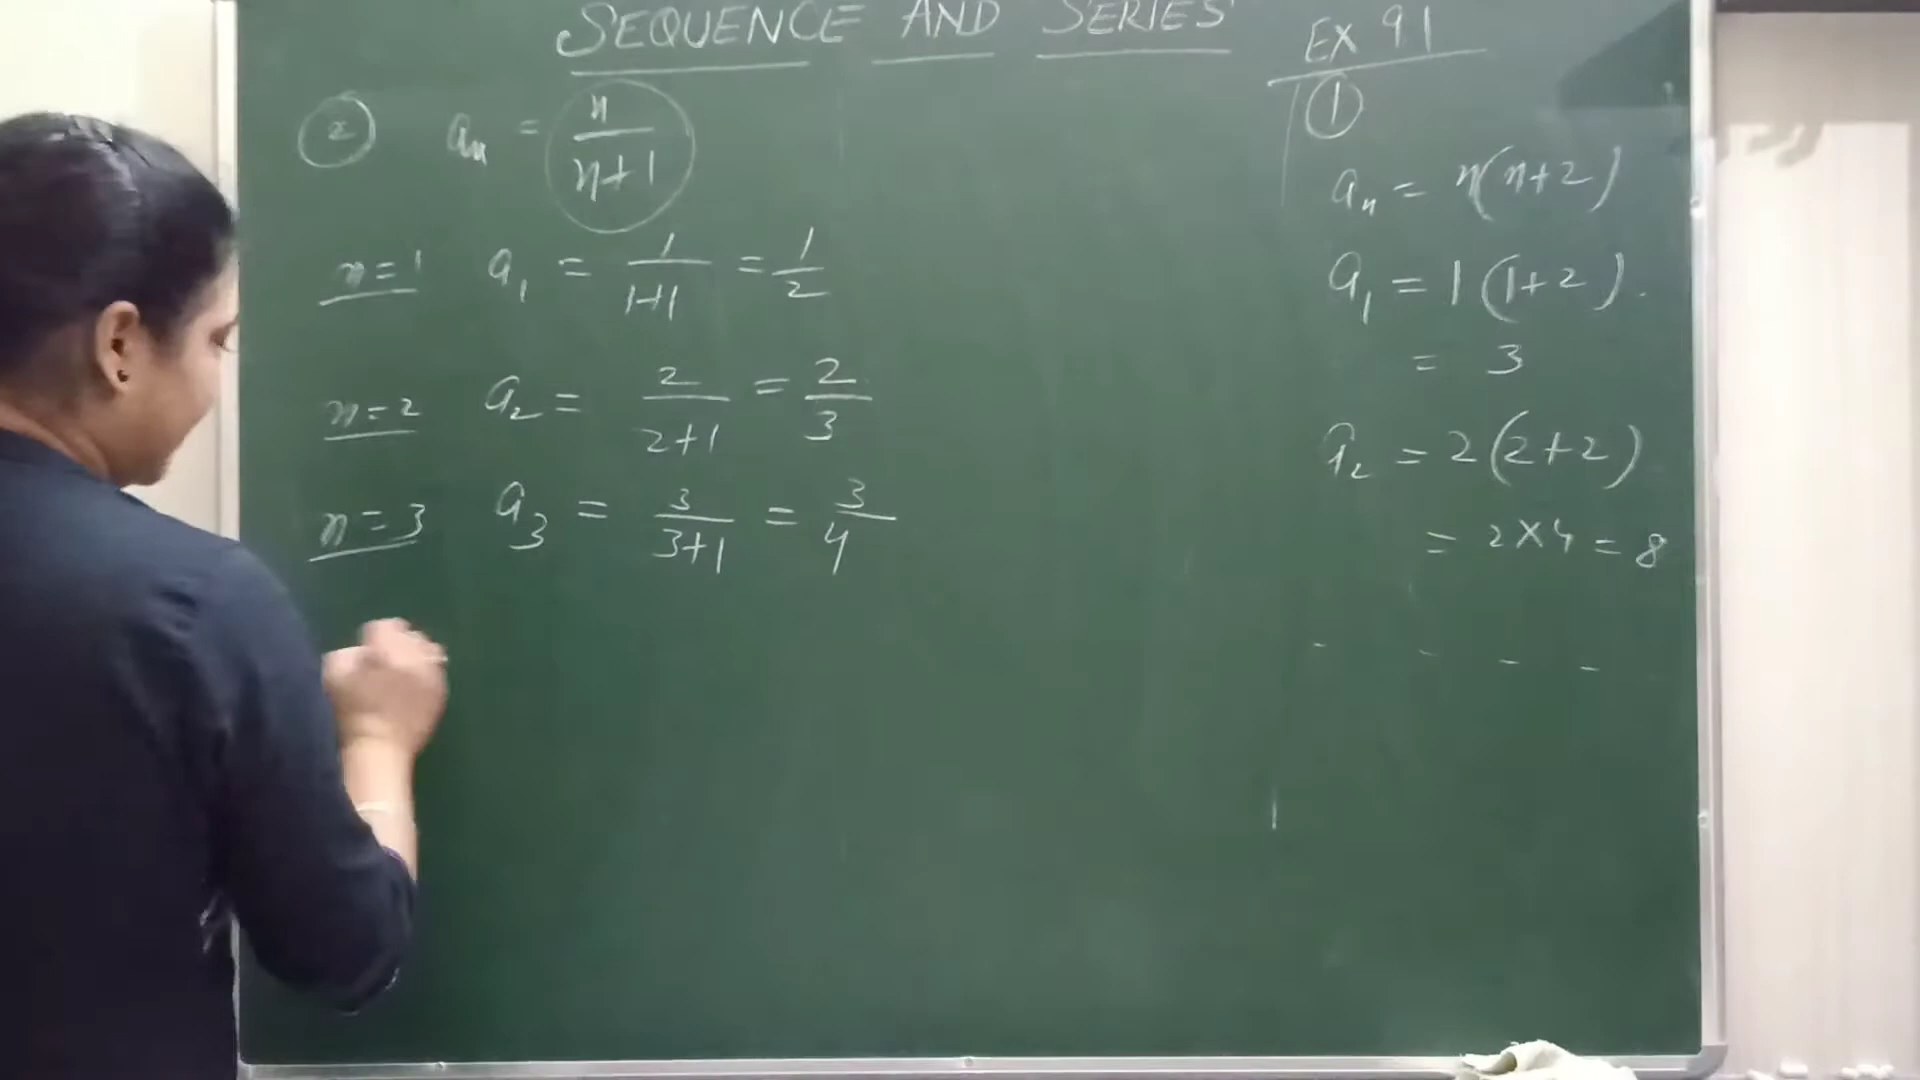 SEQUENCE AND SERIES
② aₙ = n/(n+1)
n=1 a₁ = 1/(1+1) = 1/2
n=2 a₂ = 2/(2+1) = 2/3
n=3 a₃ = 3/(3+1) = 3/4
EX 9.1
①
aₙ = n(n+2)
a₁ = 1(1+2).
= 3
a₂ = 2(2+2)
= 2×4 = 8
- - - -